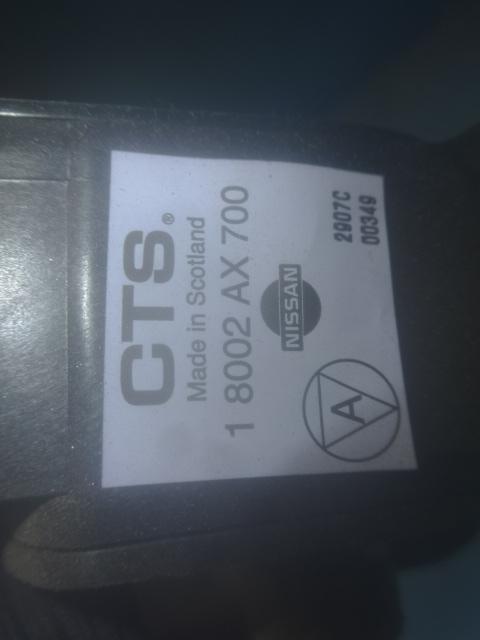 CTS®
Made in Scotland
1 8002 AX 700
NISSAN
2907C
00349
A